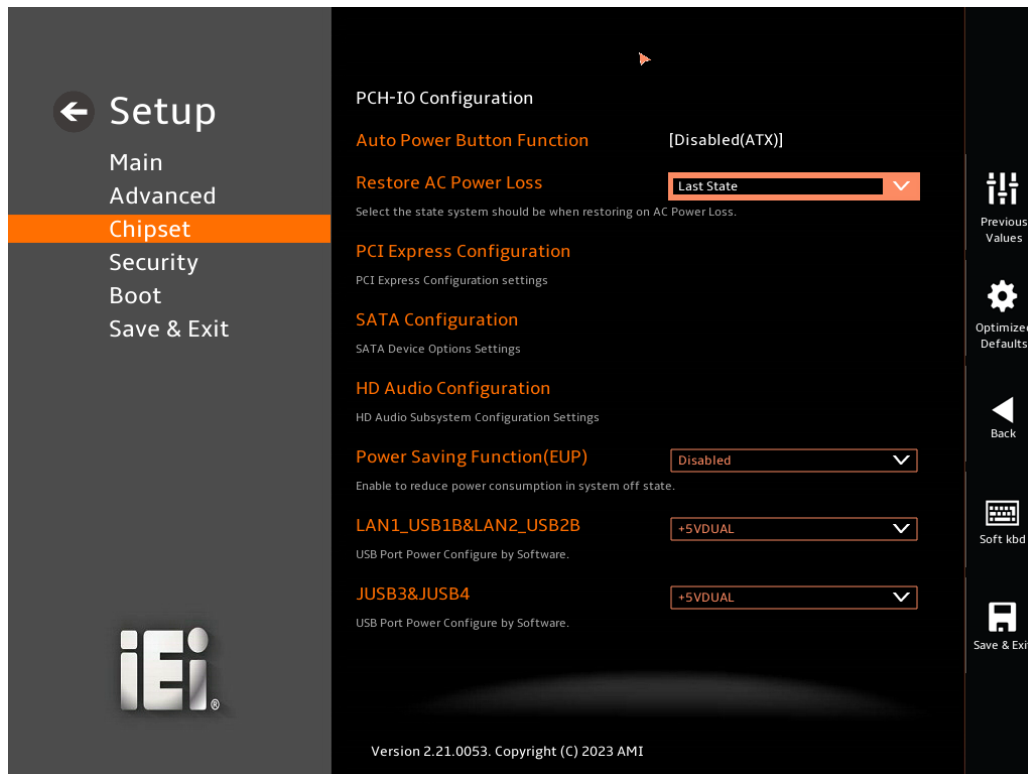 Setup
Main
Advanced
Chipset
Security
Boot
Save & Exit
iEi®
PCH-IO Configuration
Auto Power Button Function [Disabled(ATX)]
Restore AC Power Loss Last State
Select the state system should be when restoring on AC Power Loss.
PCI Express Configuration
PCI Express Configuration settings
SATA Configuration
SATA Device Options Settings
HD Audio Configuration
HD Audio Subsystem Configuration Settings
Power Saving Function(EUP) Disabled
Enable to reduce power consumption in system off state.
LAN1_USB1B&LAN2_USB2B +5VDUAL
USB Port Power Configure by Software.
JUSB3&JUSB4 +5VDUAL
USB Port Power Configure by Software.
Version 2.21.0053. Copyright (C) 2023 AMI
Previous
Values
Optimized
Defaults
Back
Soft kbd
Save & Exi